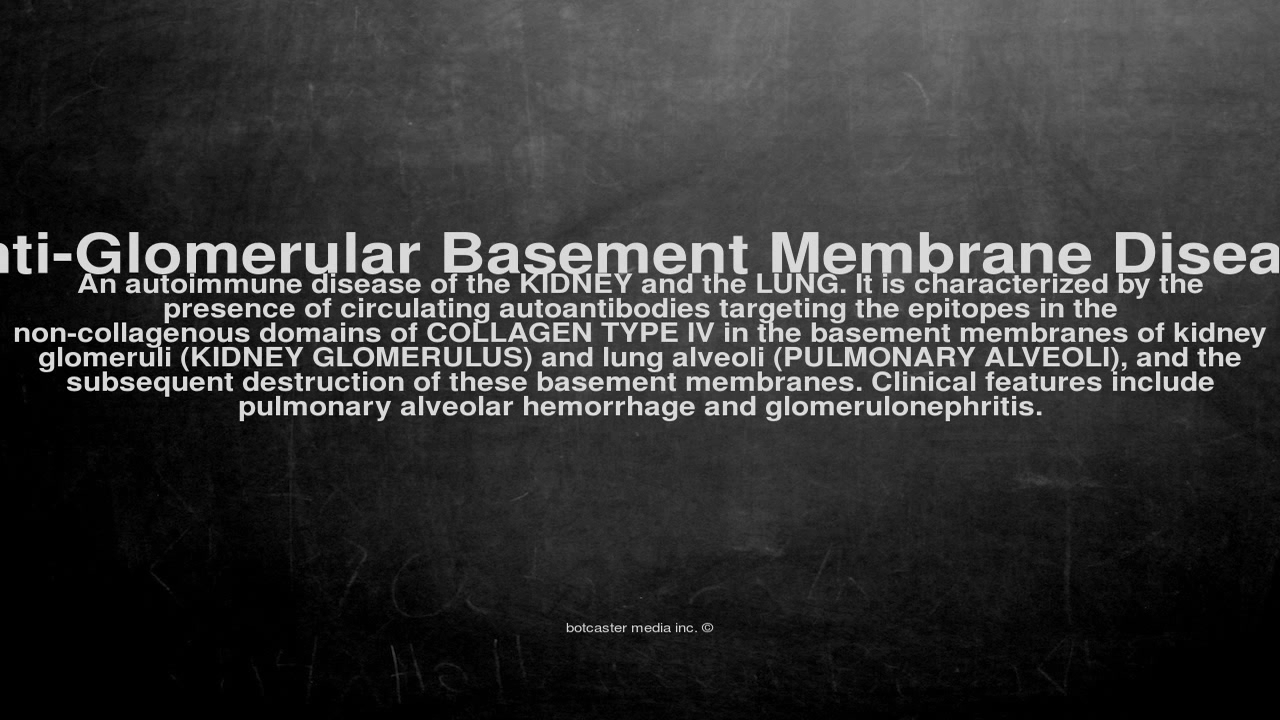 nti-Glomerular Basement Membrane Disea
An autoimmune disease of the KIDNEY and the LUNG. It is characterized by the
presence of circulating autoantibodies targeting the epitopes in the
non-collagenous domains of COLLAGEN TYPE IV in the basement membranes of kidney
glomeruli (KIDNEY GLOMERULUS) and lung alveoli (PULMONARY ALVEOLI), and the
subsequent destruction of these basement membranes. Clinical features include
pulmonary alveolar hemorrhage and glomerulonephritis.
botcaster media inc. ©